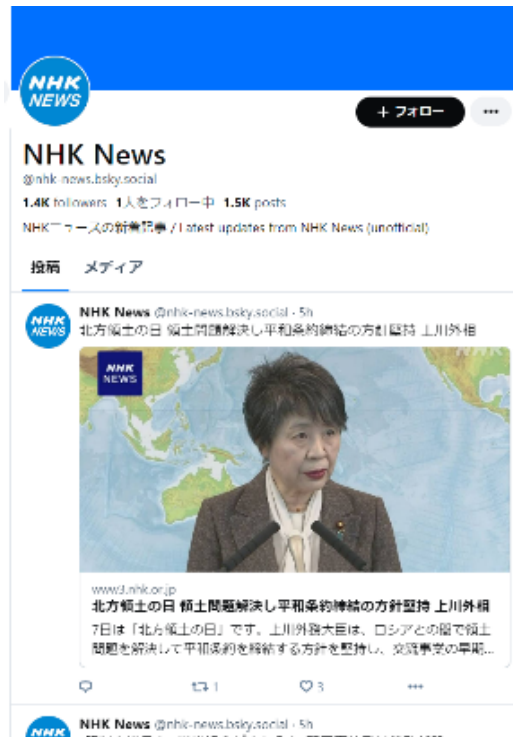 NHK
NEWS
+ フォロー
NHK News
@nhk-news.bsky.social
1.4K followers 1人をフォロー中 1.5K posts
NHKニュースの新着記事 / Latest updates from NHK News (unofficial)
投稿 メディア
NHK News @nhk-news.bsky.social · 5h
北方領土の日 領土問題解決し平和条約締結の方針堅持 上川外相
NHK
NEWS
NHK
NEWS
www3.nhk.or.jp
北方領土の日 領土問題解決し平和条約締結の方針堅持 上川外相
7日は「北方領土の日」です。上川外務大臣は、ロシアとの間で領土
問題を解決して平和条約を締結する方針を堅持し、交流事業の早期...
1 3
NHK News @nhk-news.bsky.social · 5h
NHK
NEWS